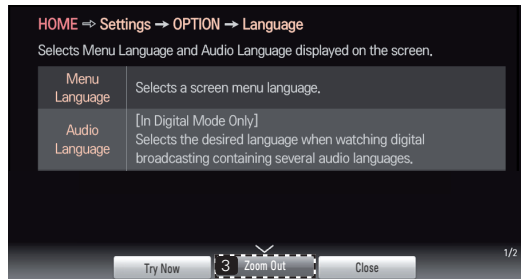 HOME ⇨ Settings → OPTION → Language
Selects Menu Language and Audio Language displayed on the screen.
Menu
Language
Selects a screen menu language.
Audio
Language
[In Digital Mode Only]
Selects the desired language when watching digital
broadcasting containing several audio languages.
1/2
Try Now
3 Zoom Out
Close